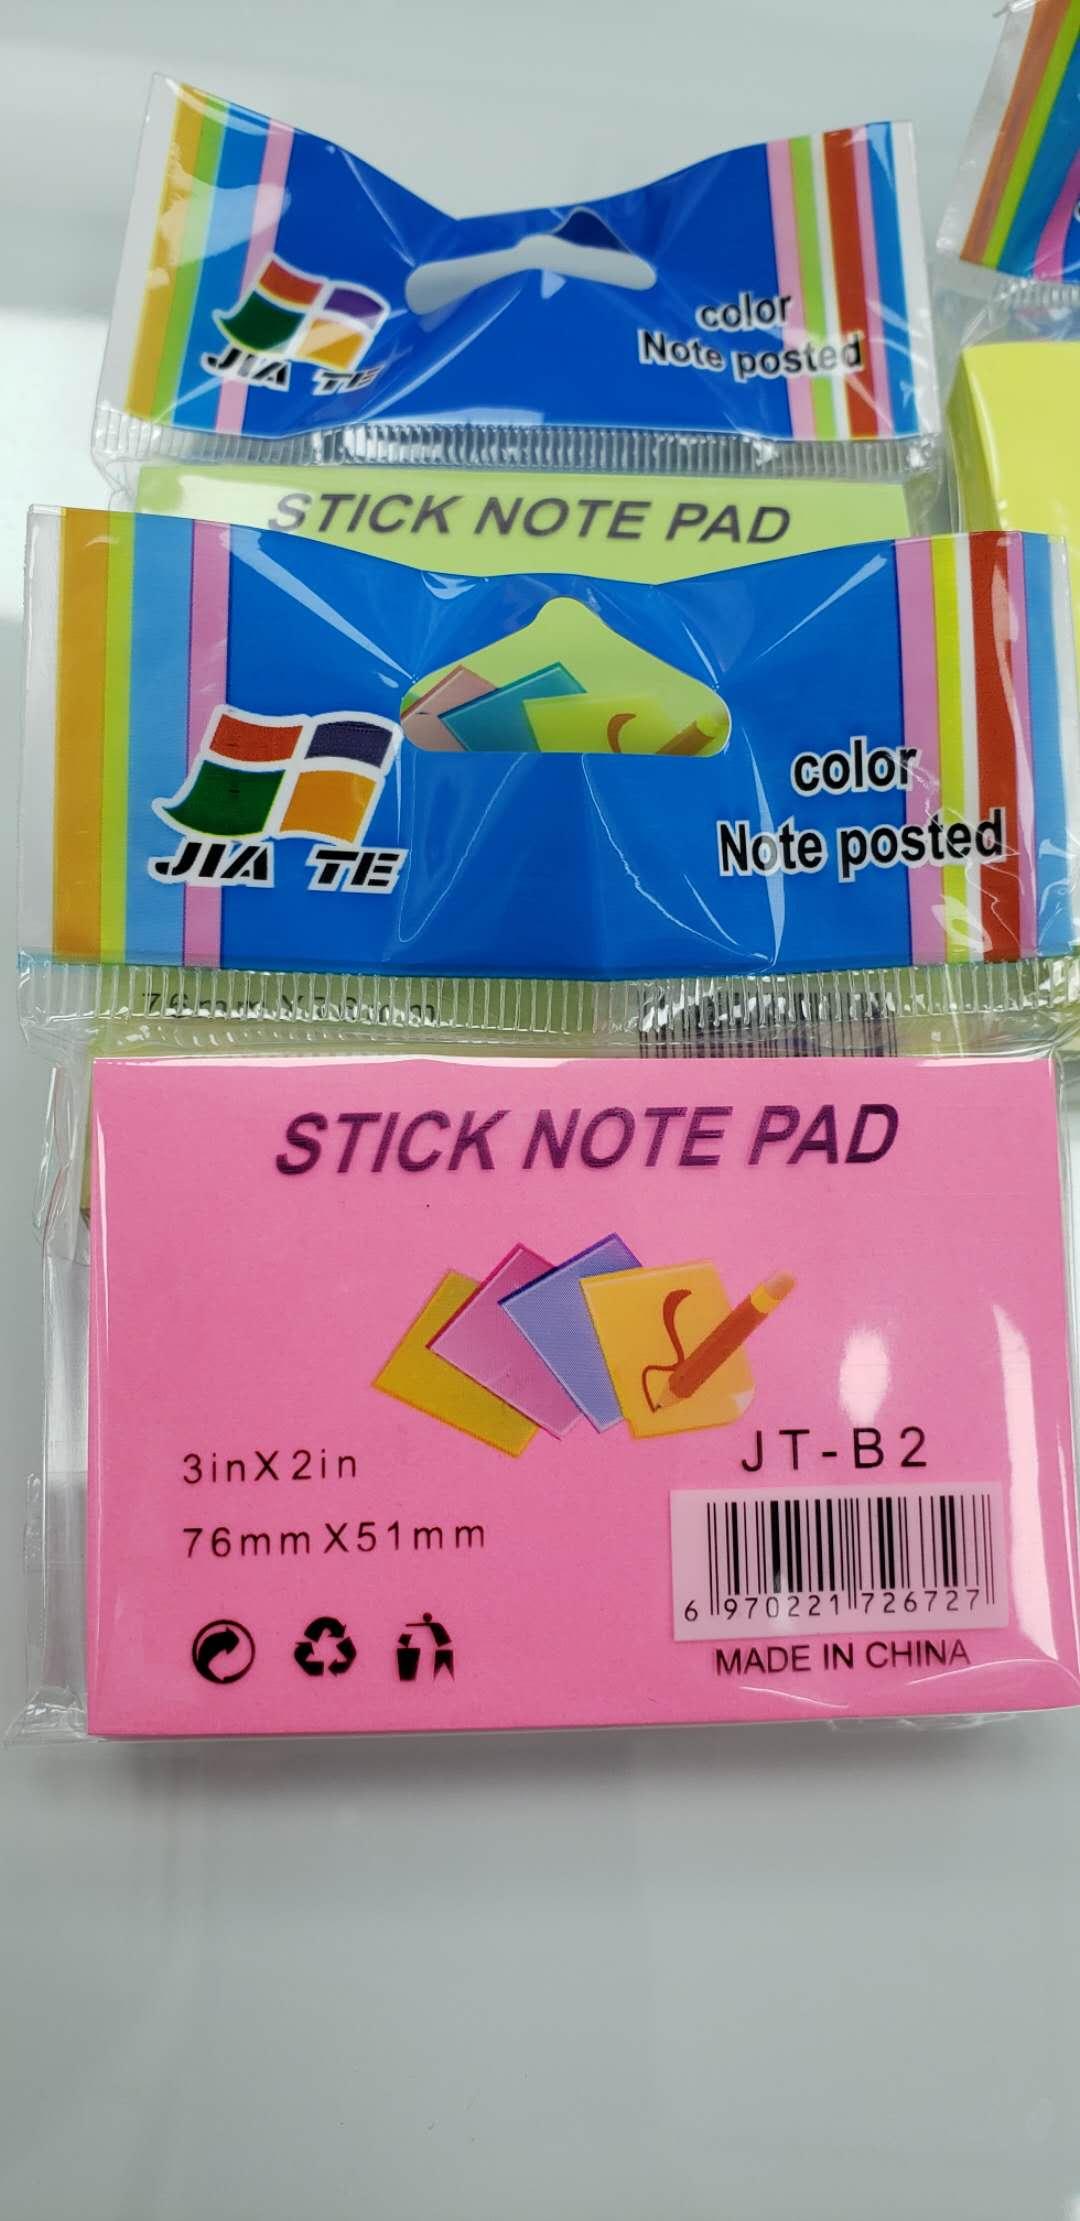 JIA TE
color
Note posted
STICK NOTE PAD
JIA TE
color
Note posted
STICK NOTE PAD
3inX2in
76mmX51mm
JT-B2
6 970221 726727
MADE IN CHINA